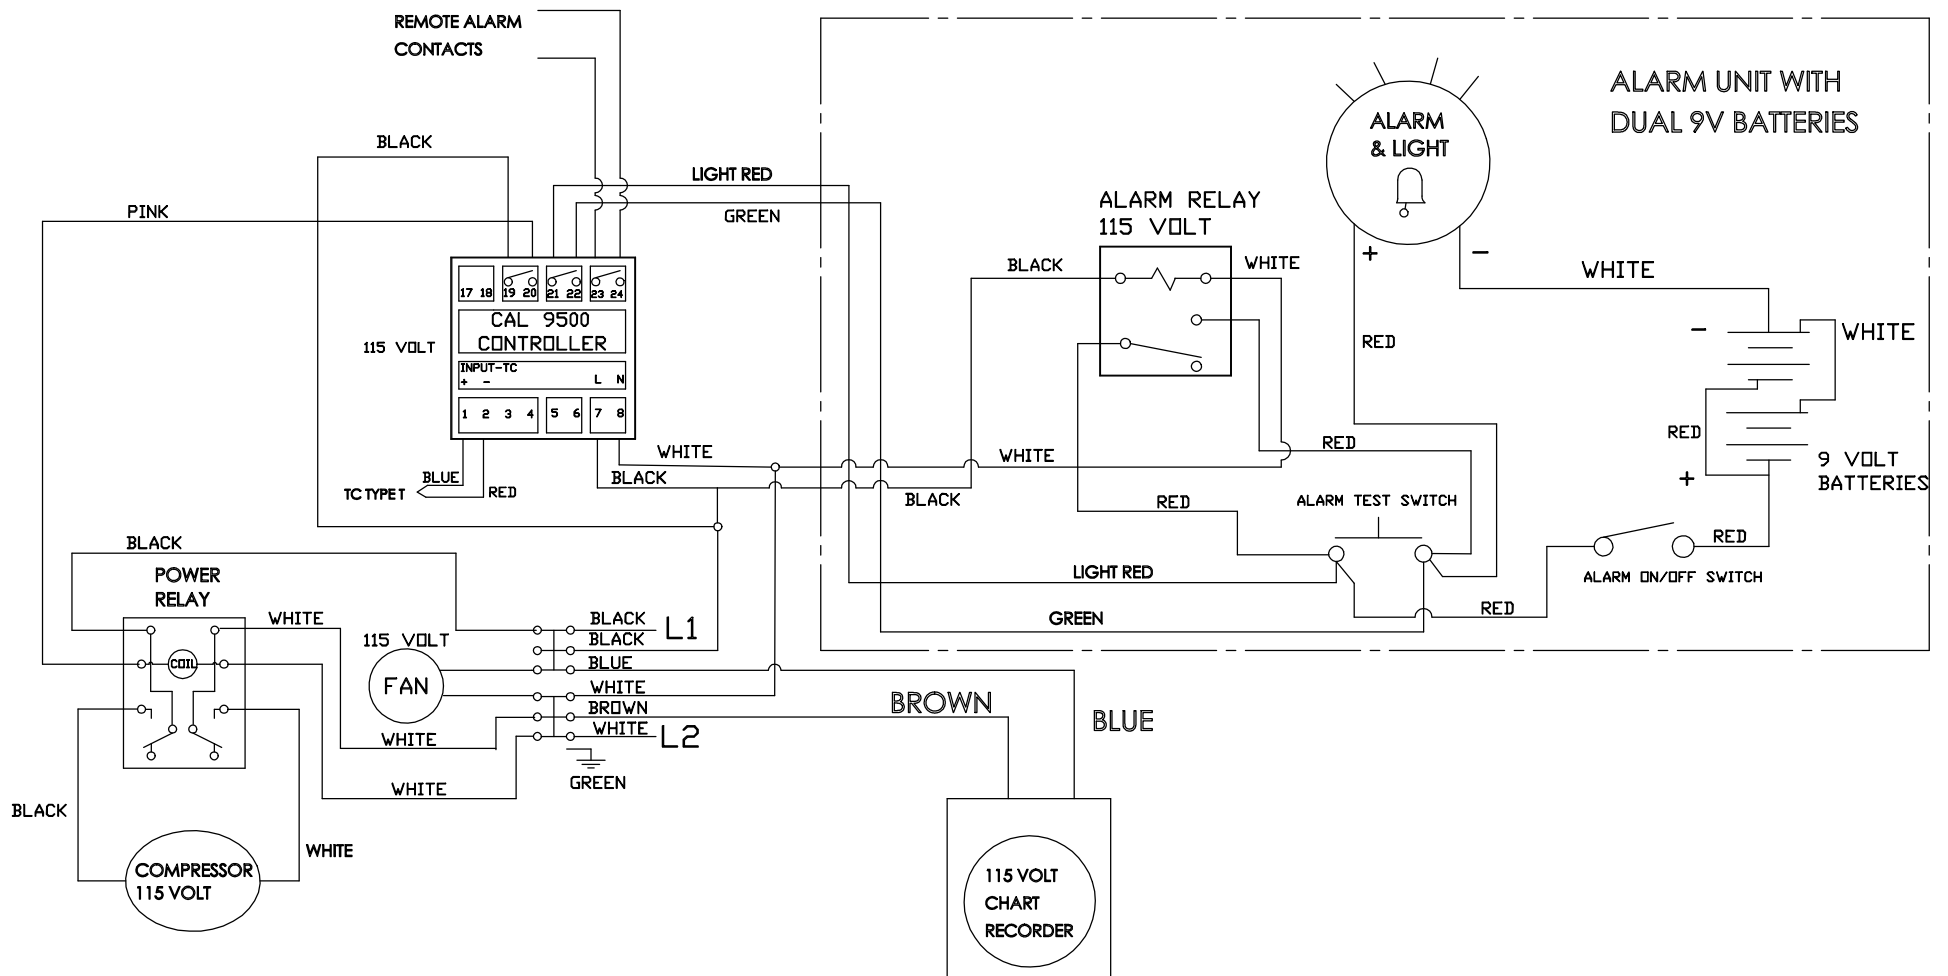 REMOTE ALARM
CONTACTS
ALARM UNIT WITH
DUAL 9V BATTERIES
ALARM
& LIGHT
BLACK
LIGHT RED
PINK
GREEN
ALARM RELAY
115 VOLT
+
-
BLACK
WHITE
WHITE
17 18 19 20 21 22 23 24
CAL 9500
CONTROLLER
115 VOLT
INPUT-TC
+ - L N
1 2 3 4 5 6 7 8
RED
-
WHITE
RED
+
9 VOLT
BATTERIES
WHITE
BLACK
WHITE
BLACK
RED
BLUE
RED
TC TYPE T
RED
ALARM TEST SWITCH
RED
ALARM ON/OFF SWITCH
LIGHT RED
RED
GREEN
BLACK
POWER
RELAY
WHITE
COIL
115 VOLT
FAN
BLACK
L1
BLACK
BLUE
WHITE
BROWN
WHITE
L2
GREEN
BROWN
BLUE
WHITE
WHITE
BLACK
WHITE
COMPRESSOR
115 VOLT
115 VOLT
CHART
RECORDER